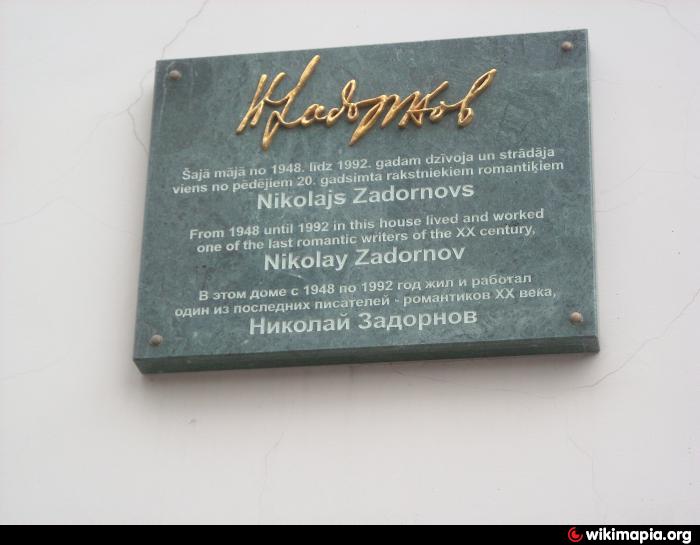 Н Задорнов
Šajā mājā no 1948. līdz 1992. gadam dzīvoja un strādāja
viens no pēdējiem 20. gadsimta rakstniekiem romantiķiem
Nikolajs Zadornovs
From 1948 until 1992 in this house lived and worked
one of the last romantic writers of the XX century,
Nikolay Zadornov
В этом доме с 1948 по 1992 год жил и работал
один из последних писателей - романтиков XX века,
Николай Задорнов
wikimapia.org